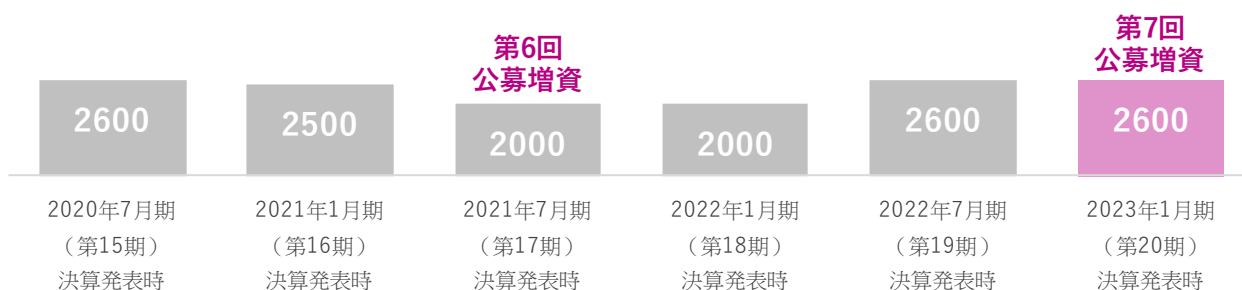 第6回
公募増資
第7回
公募増資
2600
2500
2000
2000
2600
2600
2020年7月期
（第15期）
決算発表時
2021年1月期
（第16期）
決算発表時
2021年7月期
（第17期）
決算発表時
2022年1月期
（第18期）
決算発表時
2022年7月期
（第19期）
決算発表時
2023年1月期
（第20期）
決算発表時